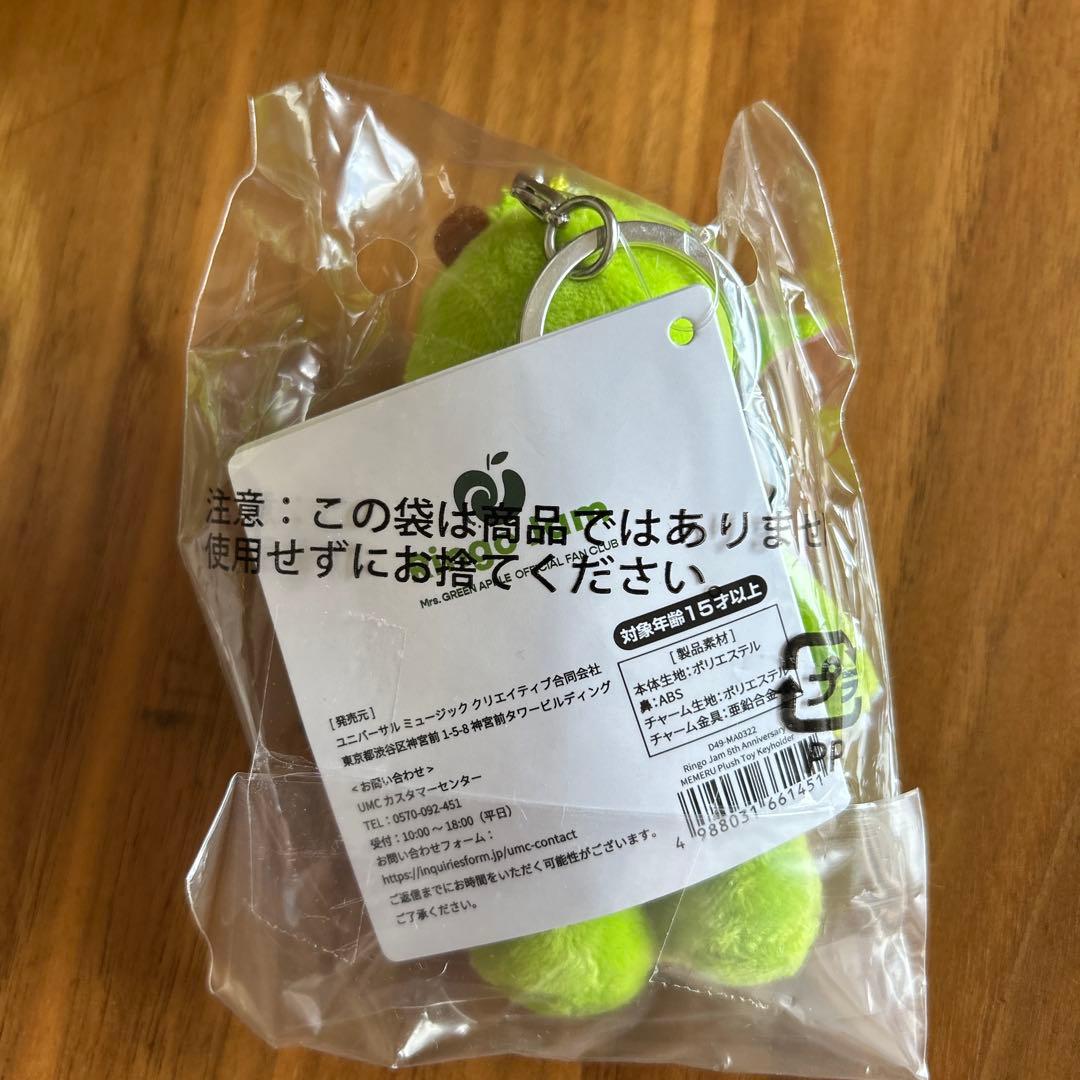 注意：この袋は商品ではありませ
使用せずにお捨てください。
Ringo Jam
Mrs. GREEN APPLE OFFICIAL FAN CLUB
対象年齢15才以上
［製品素材］
本体生地：ポリエステル
鼻：ABS
チャーム生地：ポリエステル
チャーム金具：亜鉛合金
プラ
PP
［発売元］
ユニバーサル ミュージック クリエイティブ合同会社
東京都渋谷区神宮前 1-5-8 神宮前タワービルディング
＜お問い合わせ＞
UMC カスタマーセンター
TEL：0570-092-451
受付：10:00 ～ 18:00（平日）
お問い合わせフォーム：
https://inquiriesform.jp/umc-contact
ご返信までにお時間をいただく可能性がございます。
ご了承ください。
D49-MA0322
Ringo Jam 8th Anniversary
MEMERU Plush Toy Keyholder
4 988031 661451